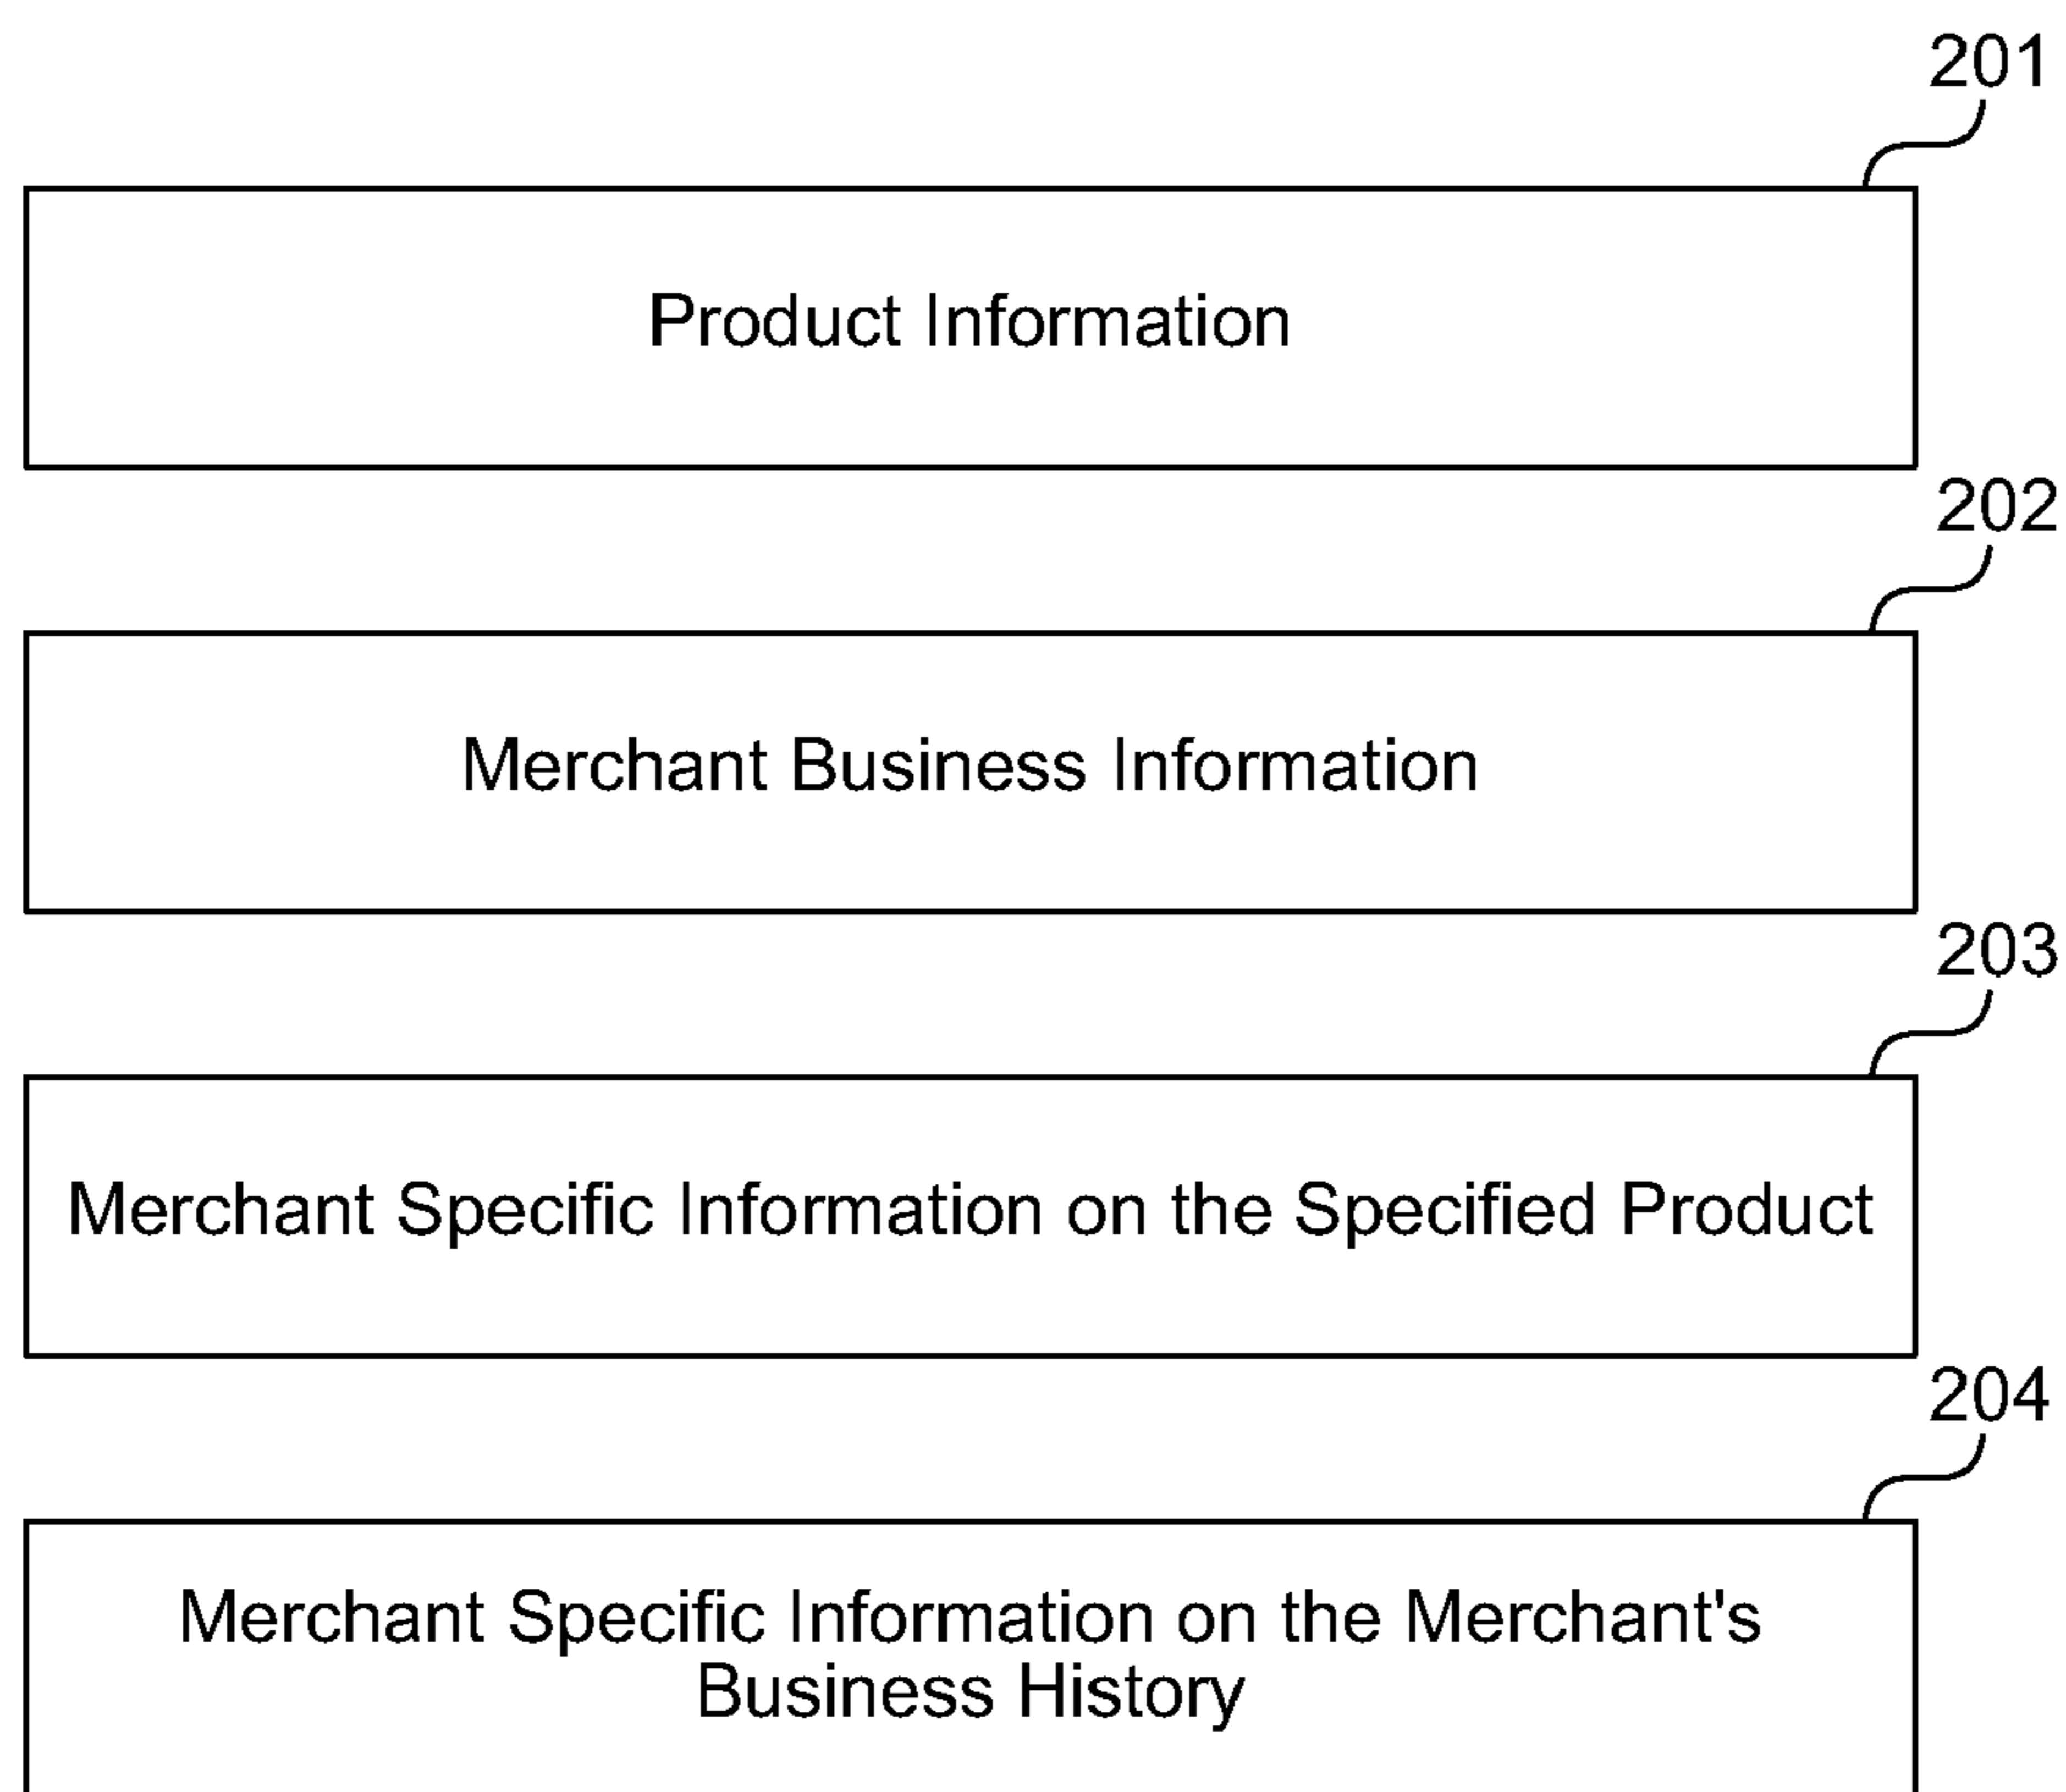 201
Product Information
202
Merchant Business Information
203
Merchant Specific Information on the Specified Product
204
Merchant Specific Information on the Merchant's
Business History